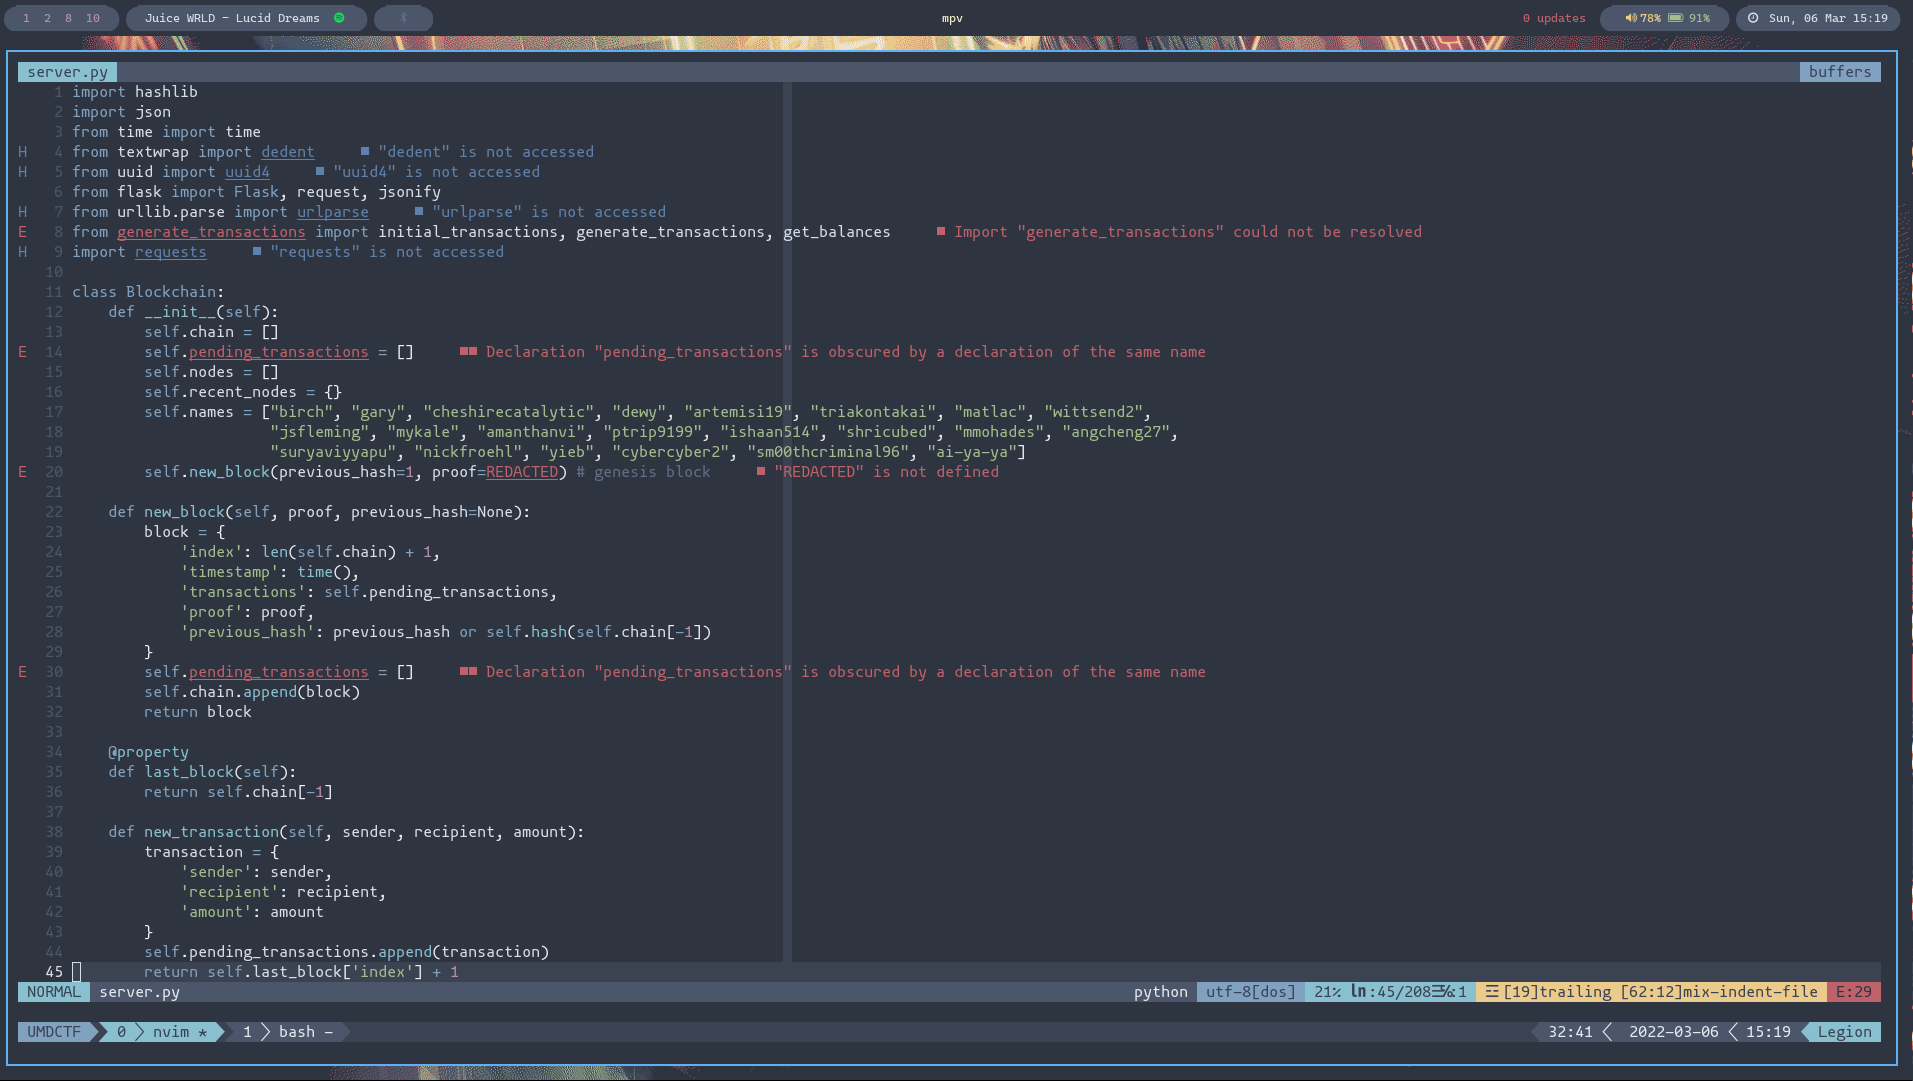 1 2 8 10 Juice WRLD - Lucid Dreams mpv 0 updates 78% 91% Sun, 06 Mar 15:19
server.py buffers
1 import hashlib
2 import json
3 from time import time
H 4 from textwrap import dedent ■ "dedent" is not accessed
H 5 from uuid import uuid4 ■ "uuid4" is not accessed
6 from flask import Flask, request, jsonify
H 7 from urllib.parse import urlparse ■ "urlparse" is not accessed
E 8 from generate_transactions import initial_transactions, generate_transactions, get_balances ■ Import "generate_transactions" could not be resolved
H 9 import requests ■ "requests" is not accessed
10
11 class Blockchain:
12     def __init__(self):
13         self.chain = []
E 14         self.pending_transactions = [] ■■ Declaration "pending_transactions" is obscured by a declaration of the same name
15         self.nodes = []
16         self.recent_nodes = {}
17         self.names = ["birch", "gary", "cheshirecatalytic", "dewy", "artemisi19", "triakontakai", "matlac", "wittsend2",
18                       "jsfleming", "mykale", "amanthanvi", "ptrip9199", "ishaan514", "shricubed", "mmohades", "angcheng27",
19                       "suryaviyyapu", "nickfroehl", "yieb", "cybercyber2", "sm00thcriminal96", "ai-ya-ya"]
E 20         self.new_block(previous_hash=1, proof=REDACTED) # genesis block ■ "REDACTED" is not defined
21
22     def new_block(self, proof, previous_hash=None):
23         block = {
24             'index': len(self.chain) + 1,
25             'timestamp': time(),
26             'transactions': self.pending_transactions,
27             'proof': proof,
28             'previous_hash': previous_hash or self.hash(self.chain[-1])
29         }
E 30         self.pending_transactions = [] ■■ Declaration "pending_transactions" is obscured by a declaration of the same name
31         self.chain.append(block)
32         return block
33
34     @property
35     def last_block(self):
36         return self.chain[-1]
37
38     def new_transaction(self, sender, recipient, amount):
39         transaction = {
40             'sender': sender,
41             'recipient': recipient,
42             'amount': amount
43         }
44         self.pending_transactions.append(transaction)
45         return self.last_block['index'] + 1
NORMAL server.py python utf-8[dos] 21% ln:45/208☰℅:1 ☲[19]trailing [62:12]mix-indent-file E:29
UMDCTF 0 nvim * 1 bash - 32:41 2022-03-06 15:19 Legion